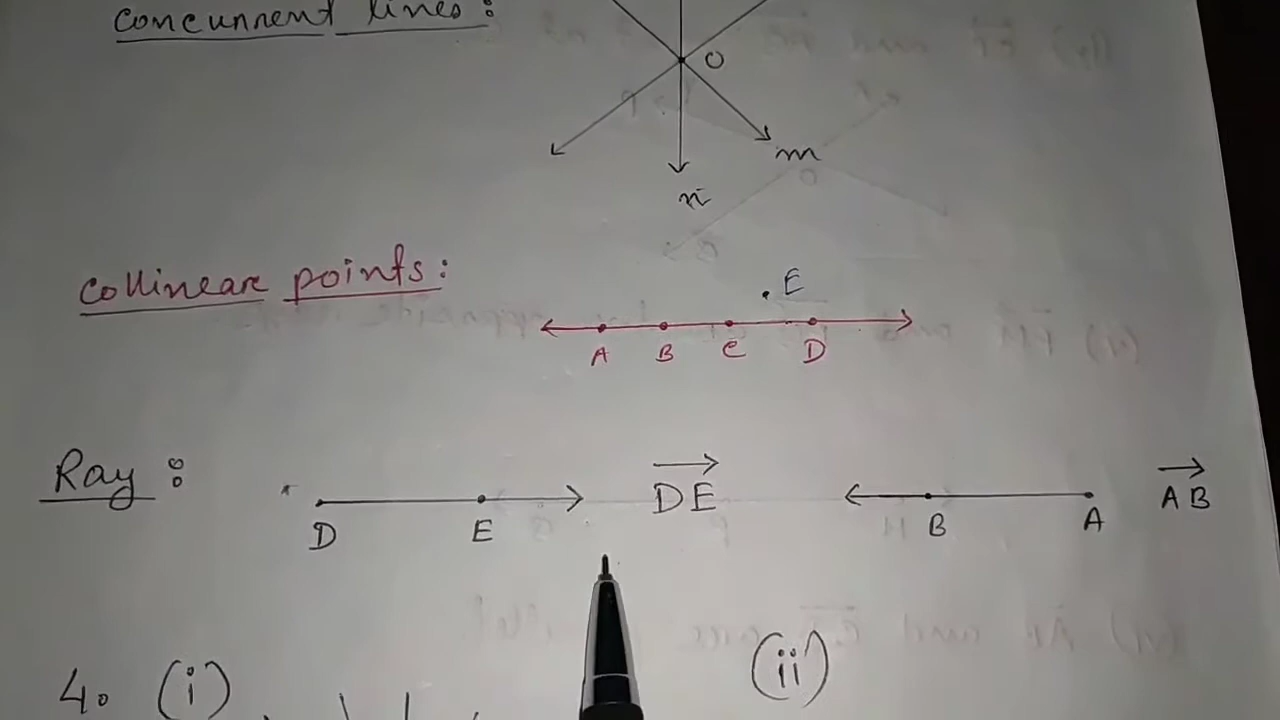 Concurrent lines:
O
m
n
Collinear points:
. E
A B C D
Ray:
D E
DE
B A
AB
4. (i) (ii)